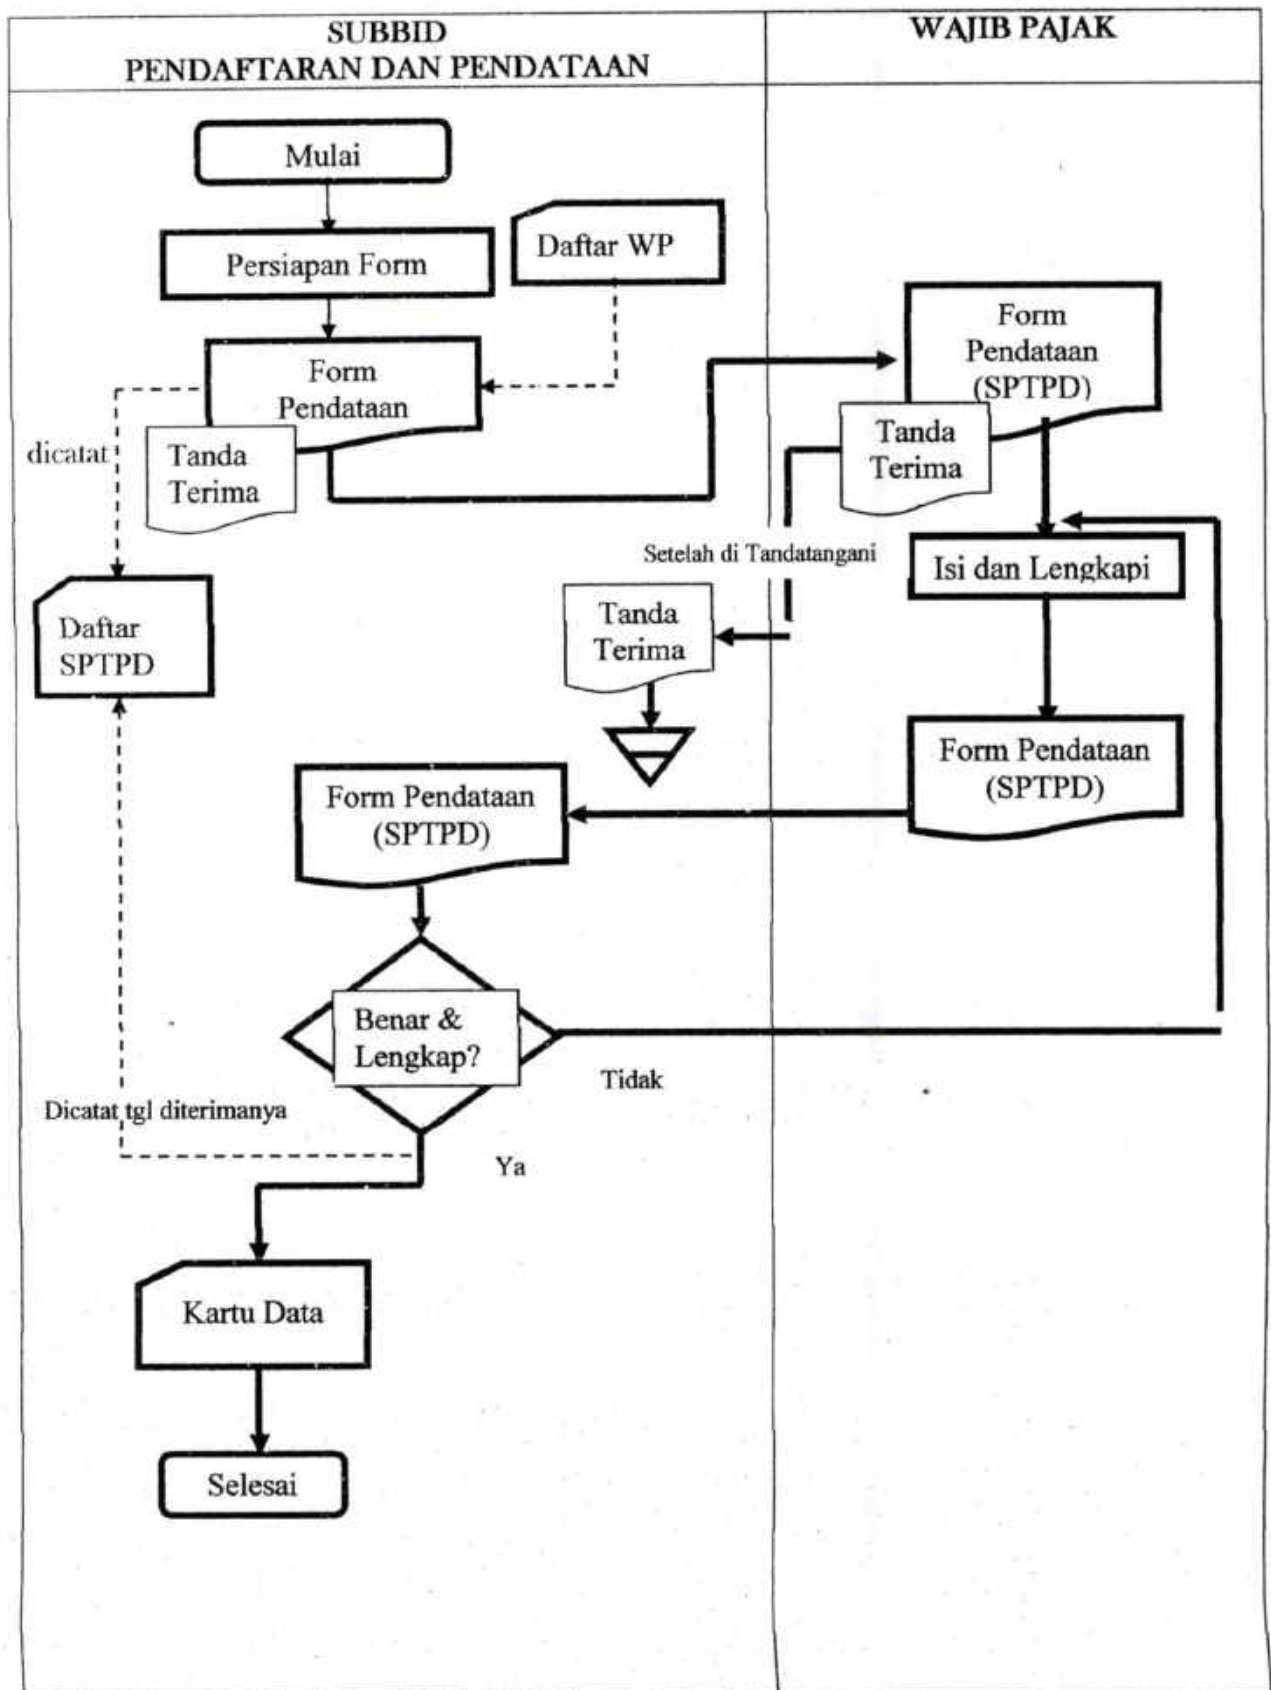 SUBBID
PENDAFTARAN DAN PENDATAAN
WAJIB PAJAK
Mulai
Persiapan Form
Daftar WP
Form
Pendataan
Tanda
Terima
dicatat
Form
Pendataan
(SPTPD)
Tanda
Terima
Setelah di Tandatangani
Isi dan Lengkapi
Tanda
Terima
Daftar
SPTPD
Form Pendataan
(SPTPD)
Form Pendataan
(SPTPD)
Benar &
Lengkap?
Tidak
Dicatat tgl diterimanya
Ya
Kartu Data
Selesai